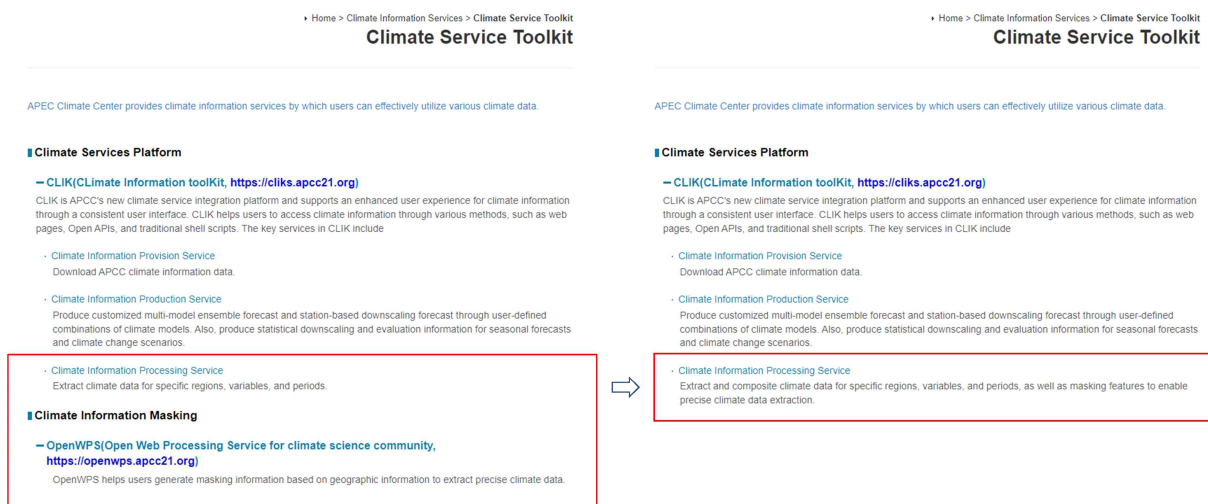 Home > Climate Information Services > Climate Service Toolkit
Climate Service Toolkit
APEC Climate Center provides climate information services by which users can effectively utilize various climate data.
Climate Services Platform
CLIK(CLimate Information toolKit, https://cliks.apcc21.org)
CLIK is APCC's new climate service integration platform and supports an enhanced user experience for climate information
through a consistent user interface. CLIK helps users to access climate information through various methods, such as web
pages, Open APIs, and traditional shell scripts. The key services in CLIK include
· Climate Information Provision Service
Download APCC climate information data.
· Climate Information Production Service
Produce customized multi-model ensemble forecast and station-based downscaling forecast through user-defined
combinations of climate models. Also, produce statistical downscaling and evaluation information for seasonal forecasts
and climate change scenarios.
· Climate Information Processing Service
Extract climate data for specific regions, variables, and periods.
Climate Information Masking
OpenWPS(Open Web Processing Service for climate science community,
https://openwps.apcc21.org)
OpenWPS helps users generate masking information based on geographic information to extract precise climate data.
Home > Climate Information Services > Climate Service Toolkit
Climate Service Toolkit
APEC Climate Center provides climate information services by which users can effectively utilize various climate data.
Climate Services Platform
CLIK(CLimate Information toolKit, https://cliks.apcc21.org)
CLIK is APCC's new climate service integration platform and supports an enhanced user experience for climate information
through a consistent user interface. CLIK helps users to access climate information through various methods, such as web
pages, Open APIs, and traditional shell scripts. The key services in CLIK include
· Climate Information Provision Service
Download APCC climate information data.
· Climate Information Production Service
Produce customized multi-model ensemble forecast and station-based downscaling forecast through user-defined
combinations of climate models. Also, produce statistical downscaling and evaluation information for seasonal forecasts
and climate change scenarios.
· Climate Information Processing Service
Extract and composite climate data for specific regions, variables, and periods, as well as masking features to enable
precise climate data extraction.